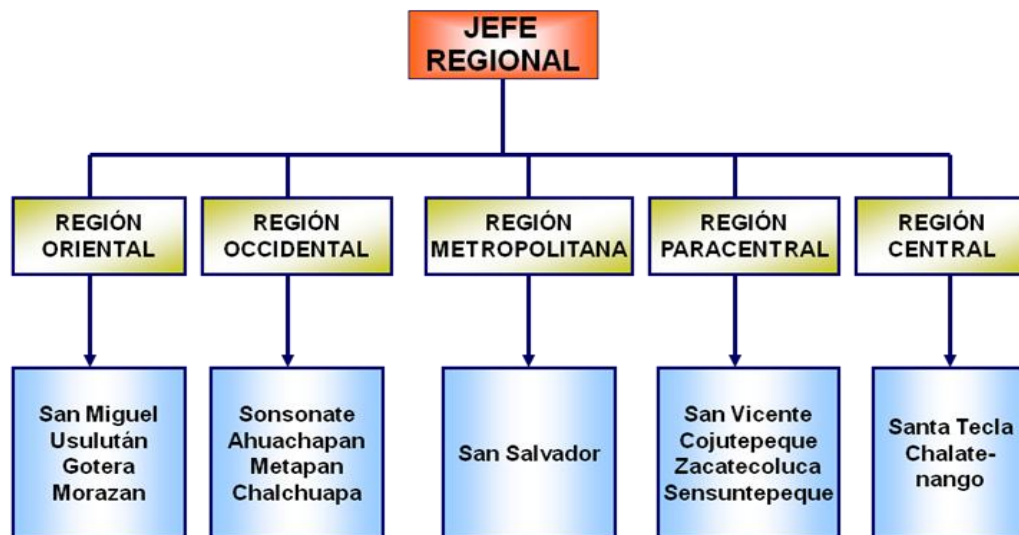 JEFE
REGIONAL
REGIÓN
ORIENTAL
REGIÓN
OCCIDENTAL
REGIÓN
METROPOLITANA
REGIÓN
PARACENTRAL
REGIÓN
CENTRAL
San Miguel
Usulután
Gotera
Morazan
Sonsonate
Ahuachapan
Metapan
Chalchuapa
San Salvador
San Vicente
Cojutepeque
Zacatecoluca
Sensuntepeque
Santa Tecla
Chalate-
nango